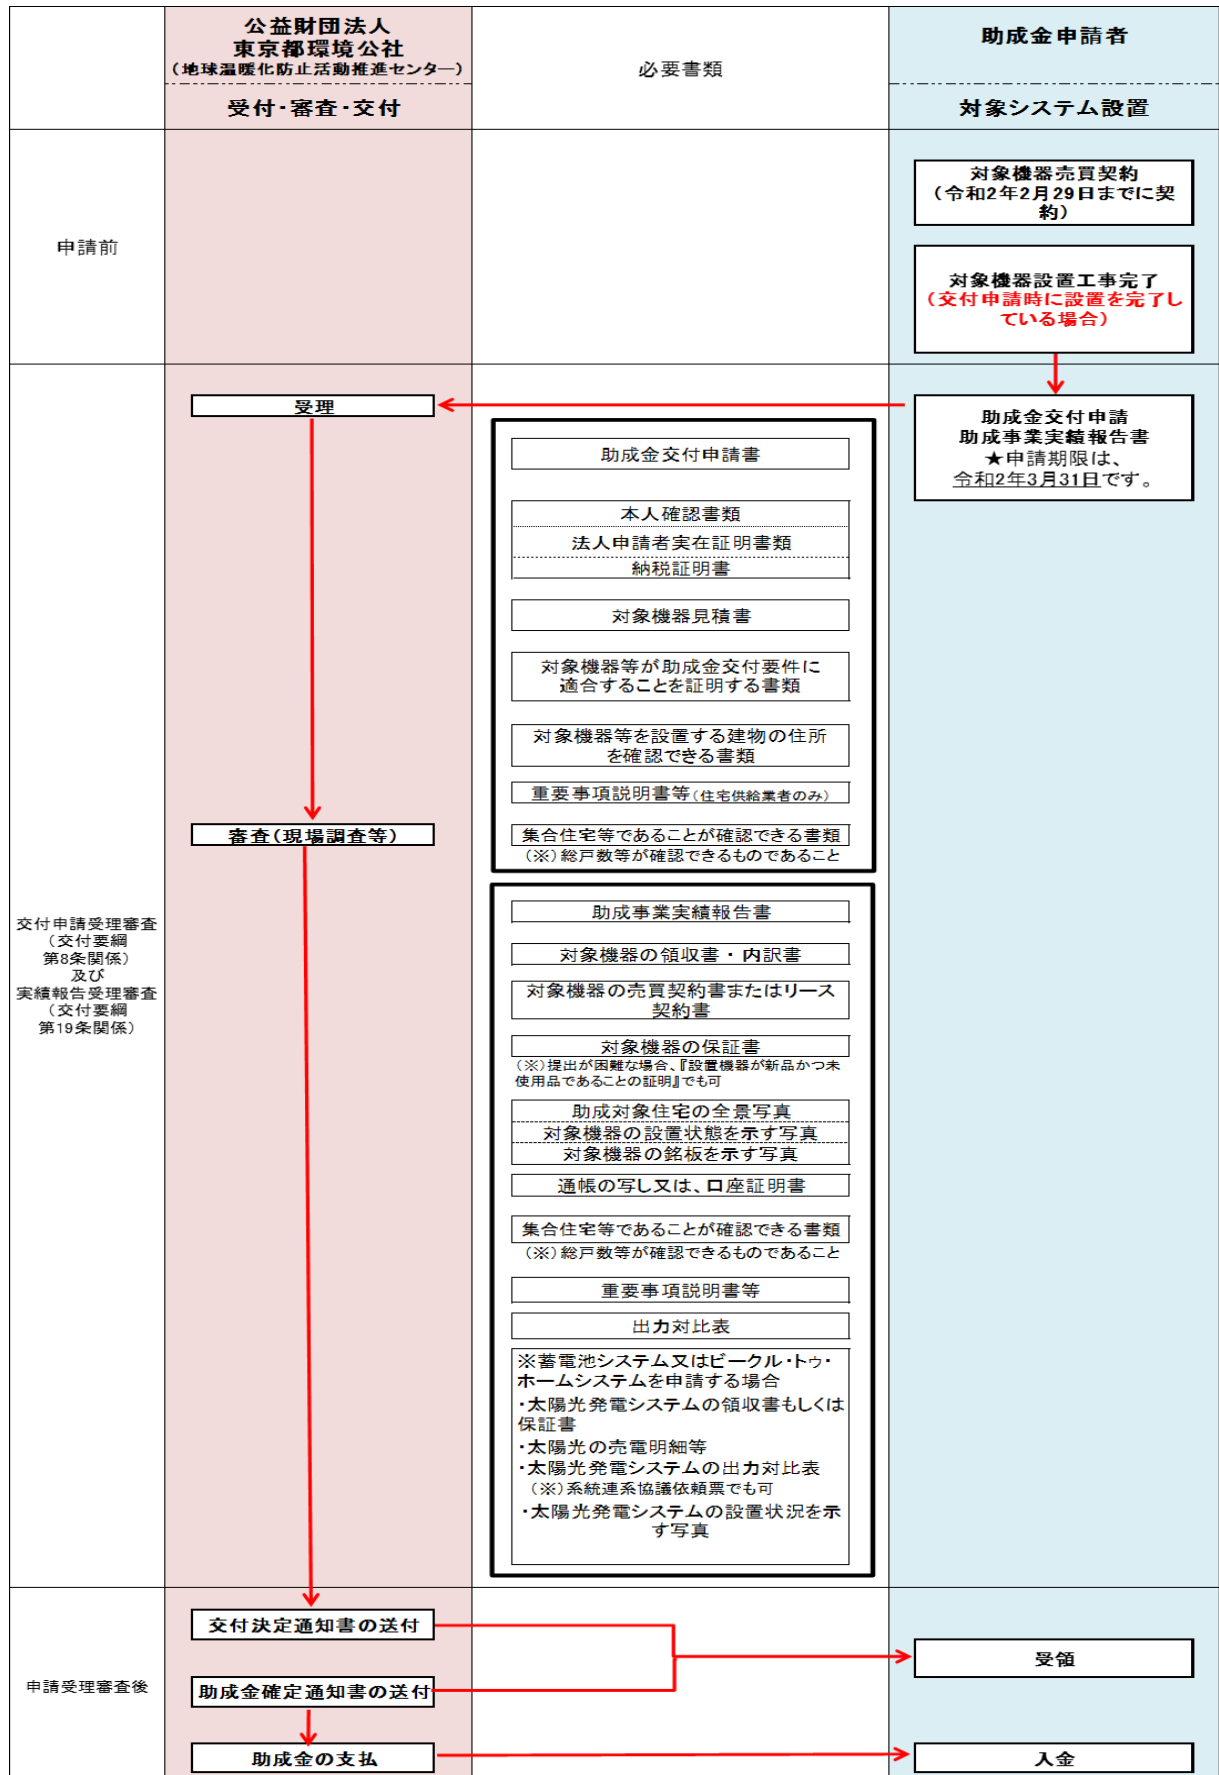 公益財団法人
東京都環境公社
(地球温暖化防止活動推進センター)
受付・審査・交付
必要書類
助成金申請者
対象システム設置
申請前
対象機器売買契約
(令和2年2月29日までに契
約)
対象機器設置工事完了
(交付申請時に設置を完了し
ている場合)
交付申請受理審査
(交付要綱
第8条関係)
及び
実績報告受理審査
(交付要綱
第19条関係)
受理
審査(現場調査等)
助成金交付申請書
本人確認書類
法人申請者実在証明書類
納税証明書
対象機器見積書
対象機器等が助成金交付要件に
適合することを証明する書類
対象機器等を設置する建物の住所
を確認できる書類
重要事項説明書等(住宅供給業者のみ)
集合住宅等であることが確認できる書類
(※)総戸数等が確認できるものであること
助成事業実績報告書
対象機器の領収書・内訳書
対象機器の売買契約書またはリース
契約書
対象機器の保証書
(※)提出が困難な場合、『設置機器が新品かつ未
使用品であることの証明』でも可
助成対象住宅の全景写真
対象機器の設置状態を示す写真
対象機器の銘板を示す写真
通帳の写し又は、口座証明書
集合住宅等であることが確認できる書類
(※)総戸数等が確認できるものであること
重要事項説明書等
出力対比表
※蓄電池システム又はビークル・トゥ・
ホームシステムを申請する場合
・太陽光発電システムの領収書もしくは
保証書
・太陽光の売電明細等
・太陽光発電システムの出力対比表
(※)系統連系協議依頼票でも可
・太陽光発電システムの設置状況を示
す写真
助成金交付申請
助成事業実績報告書
★申請期限は、
令和2年3月31日です。
申請受理審査後
交付決定通知書の送付
助成金確定通知書の送付
助成金の支払
受領
入金